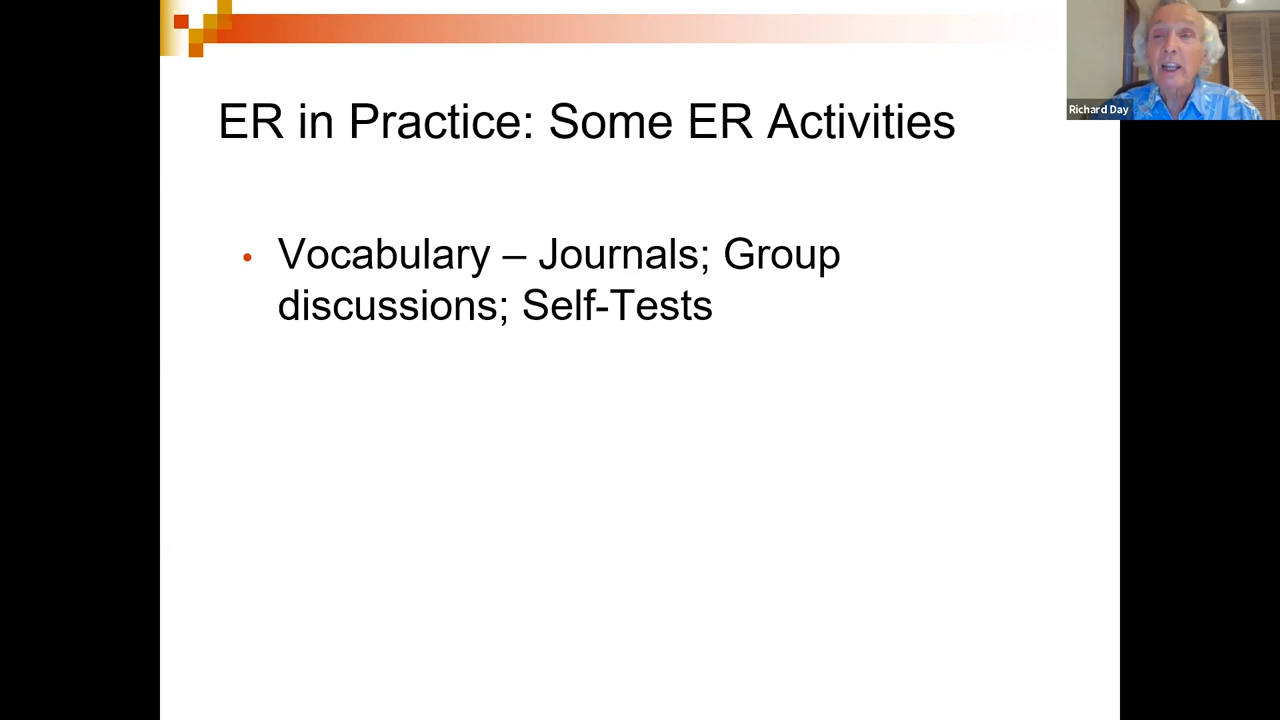 ER in Practice: Some ER Activities
Richard Day
• Vocabulary – Journals; Group
discussions; Self-Tests